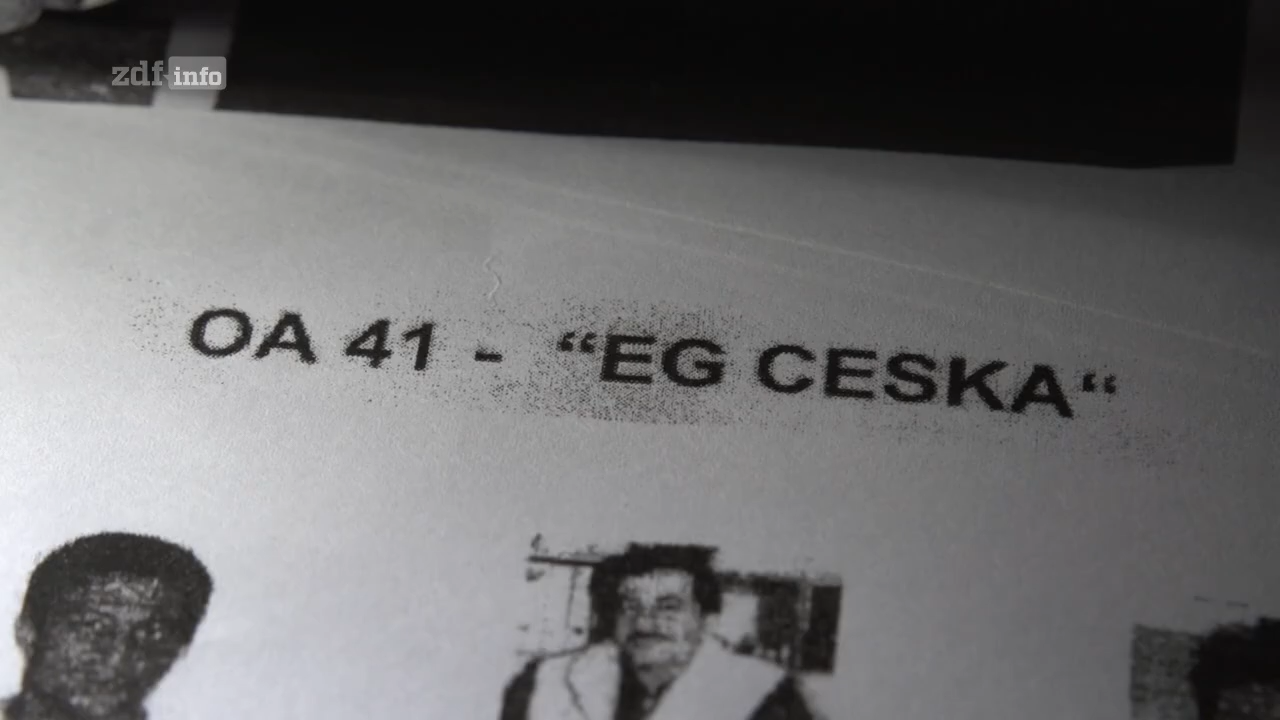 zdf info
OA 41 - “EG CESKA“